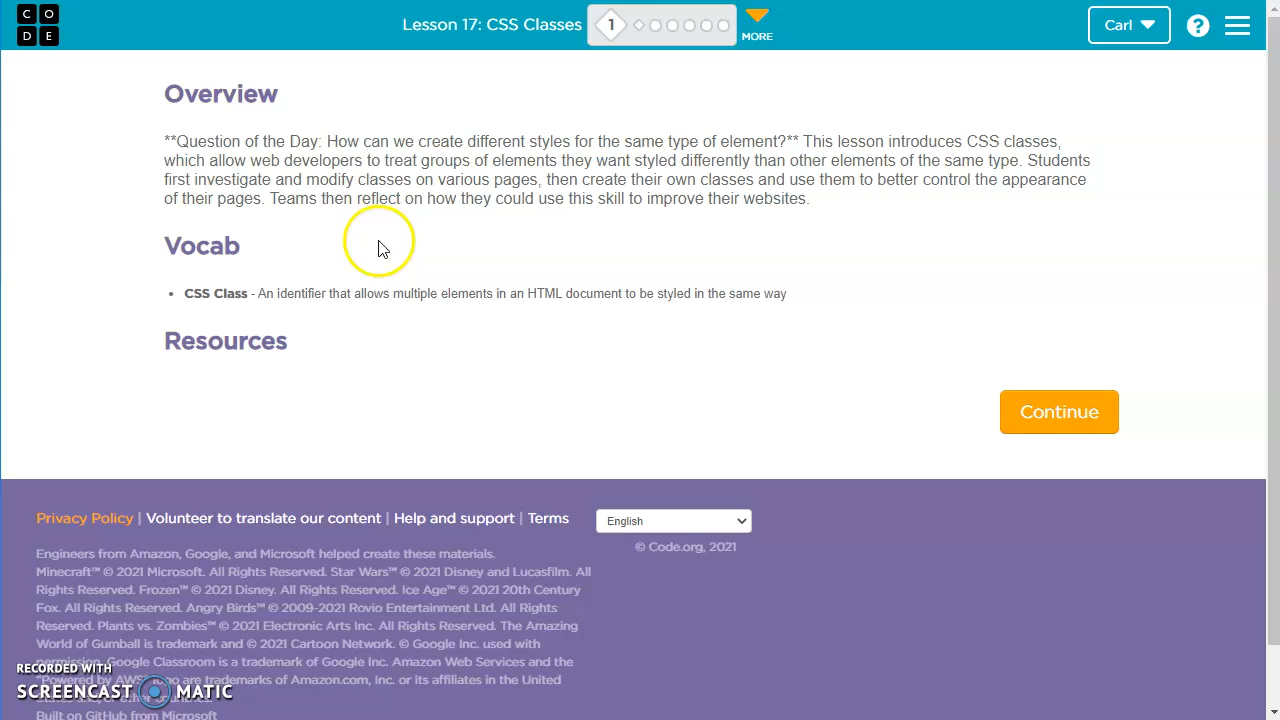 C O
D E
Lesson 17: CSS Classes
1
MORE
Carl
?
Overview
**Question of the Day: How can we create different styles for the same type of element?** This lesson introduces CSS classes,
which allow web developers to treat groups of elements they want styled differently than other elements of the same type. Students
first investigate and modify classes on various pages, then create their own classes and use them to better control the appearance
of their pages. Teams then reflect on how they could use this skill to improve their websites.
Vocab
• CSS Class - An identifier that allows multiple elements in an HTML document to be styled in the same way
Resources
Continue
Privacy Policy | Volunteer to translate our content | Help and support | Terms
English
© Code.org, 2021
Engineers from Amazon, Google, and Microsoft helped create these materials.
Minecraft™ © 2021 Microsoft. All Rights Reserved. Star Wars™ © 2021 Disney and Lucasfilm. All
Rights Reserved. Frozen™ © 2021 Disney. All Rights Reserved. Ice Age™ © 2021 20th Century
Fox. All Rights Reserved. Angry Birds™ © 2009-2021 Rovio Entertainment Ltd. All Rights
Reserved. Plants vs. Zombies™ © 2021 Electronic Arts Inc. All Rights Reserved. The Amazing
World of Gumball is trademark and © 2021 Cartoon Network. © Google Inc. used with
permission. Google Classroom is a trademark of Google Inc. Amazon Web Services and the
"Powered by AWS" logo are trademarks of Amazon.com, Inc. or its affiliates in the United
Built on GitHub from Microsoft
RECORDED WITH
SCREENCAST MATIC